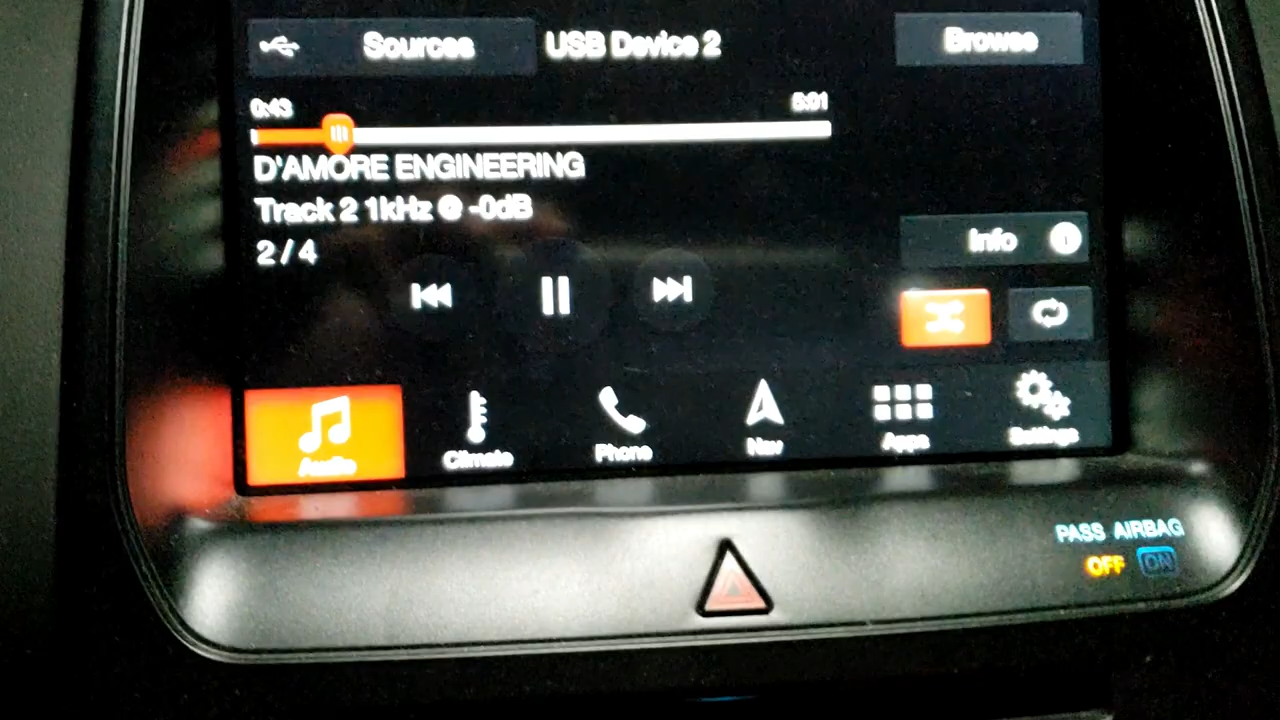 Sources USB Device 2 Browse
0:43 5:01
D'AMORE ENGINEERING
Track 2 1kHz @ -0dB
2 / 4
Info
Audio Climate Phone Nav Apps Settings
PASS AIRBAG
OFF ON